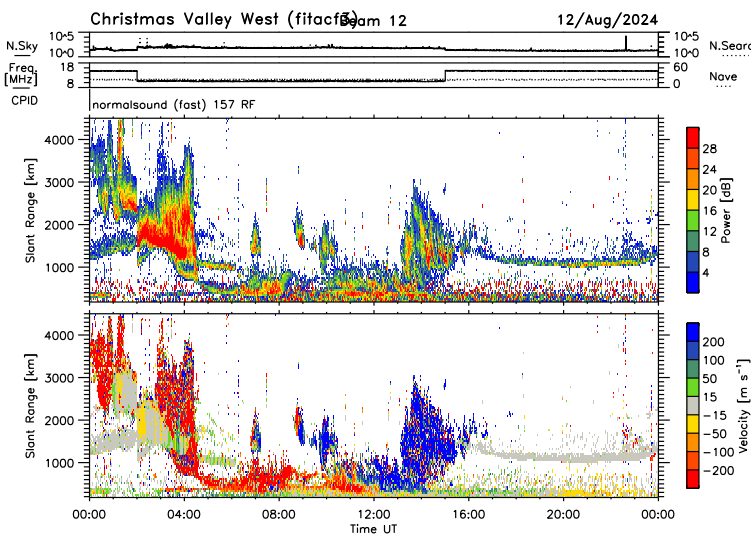 Christmas Valley West (fitacf3) Beam 12 12/Aug/2024
N.Sky 10^5 10^0 10^5 10^0 N.Searc
Freq [MHz] 18 8 60 0 Nave
CPID normalsound (fast) 157 RF
Slant Range [km] 4000 3000 2000 1000
Power [dB] 28 24 20 16 12 8 4
Slant Range [km] 4000 3000 2000 1000
Velocity [m s⁻¹] 200 100 50 15 −15 −50 −100 −200
00:00 04:00 08:00 12:00 16:00 20:00 00:00
Time UT